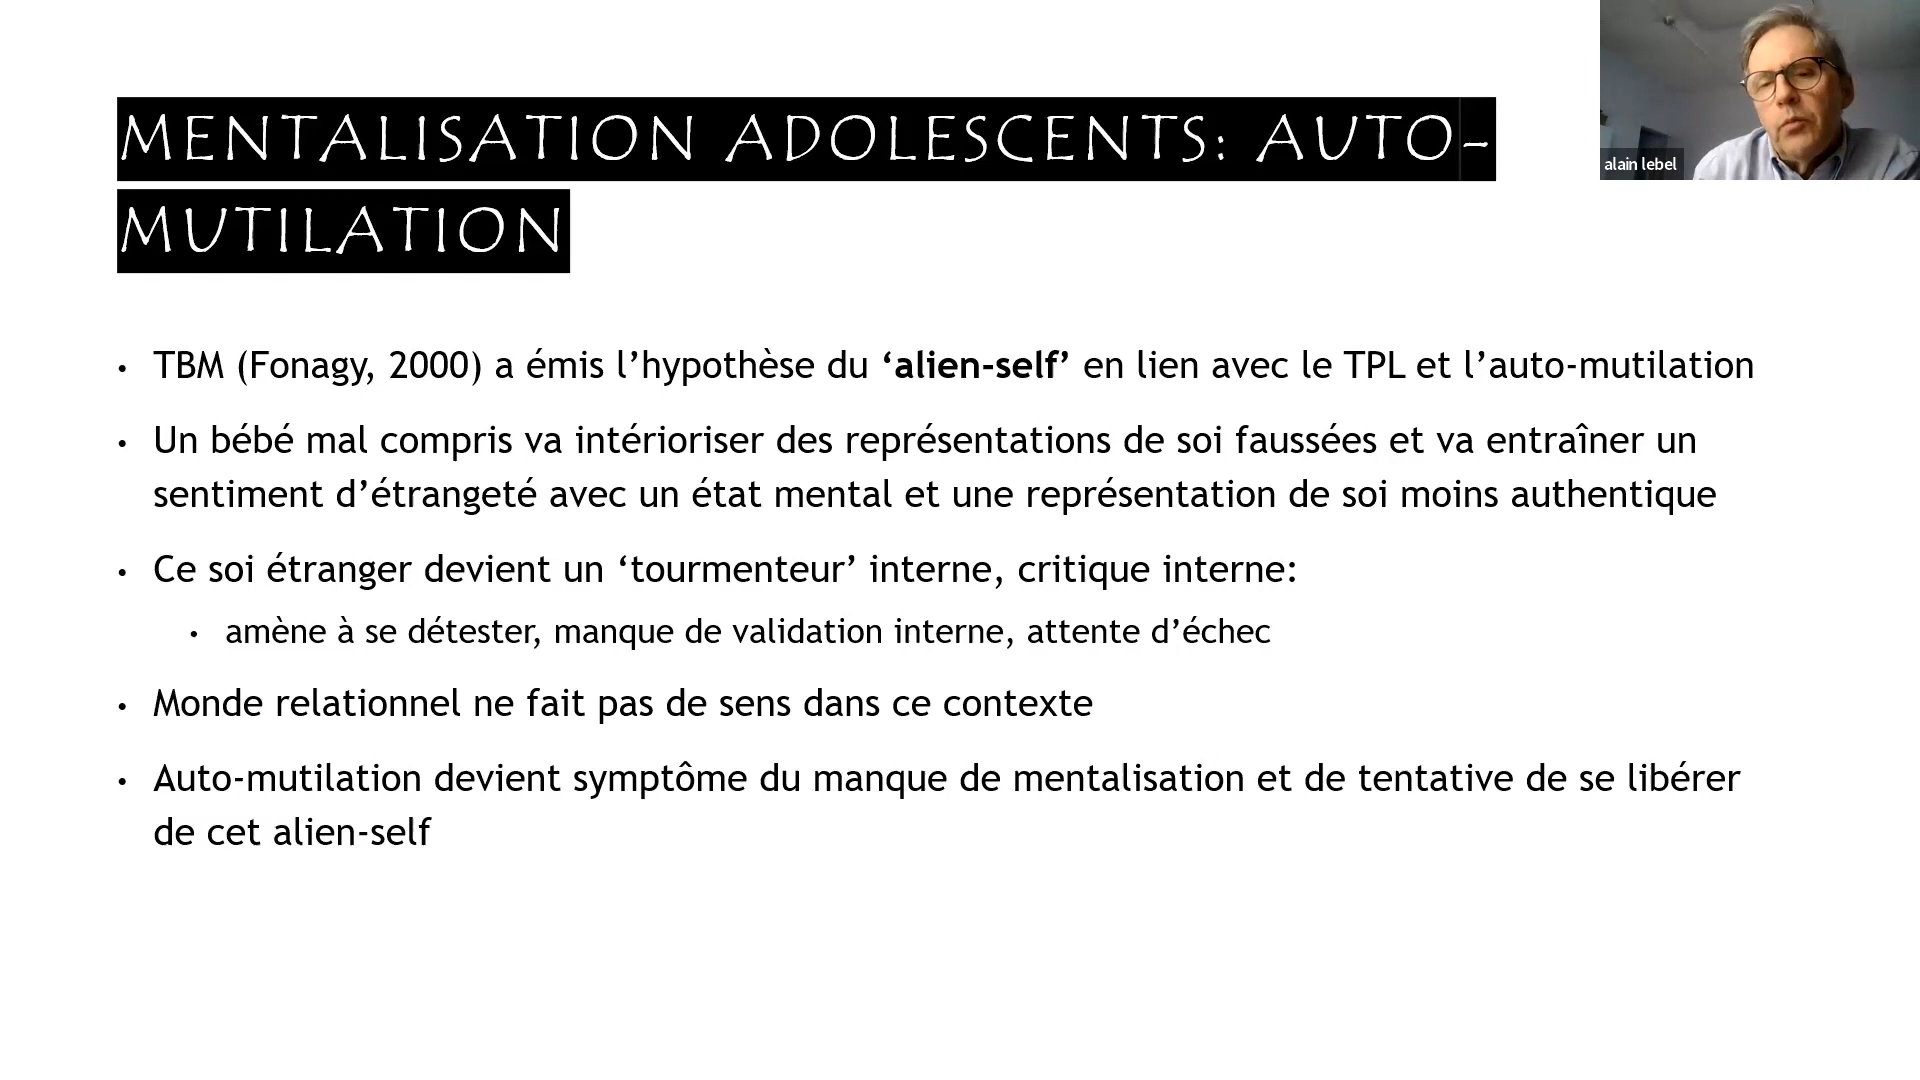 MENTALISATION ADOLESCENTS: AUTO-
MUTILATION
alain lebel
• TBM (Fonagy, 2000) a émis l’hypothèse du ‘alien-self’ en lien avec le TPL et l’auto-mutilation
• Un bébé mal compris va intérioriser des représentations de soi faussées et va entraîner un
sentiment d’étrangeté avec un état mental et une représentation de soi moins authentique
• Ce soi étranger devient un ‘tourmenteur’ interne, critique interne:
• amène à se détester, manque de validation interne, attente d’échec
• Monde relationnel ne fait pas de sens dans ce contexte
• Auto-mutilation devient symptôme du manque de mentalisation et de tentative de se libérer
de cet alien-self